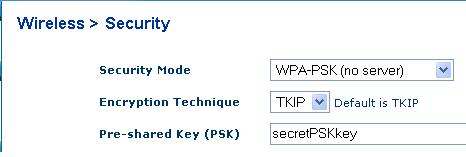 Wireless > Security
Security Mode WPA-PSK (no server)
Encryption Technique TKIP Default is TKIP
Pre-shared Key (PSK) secretPSKkey